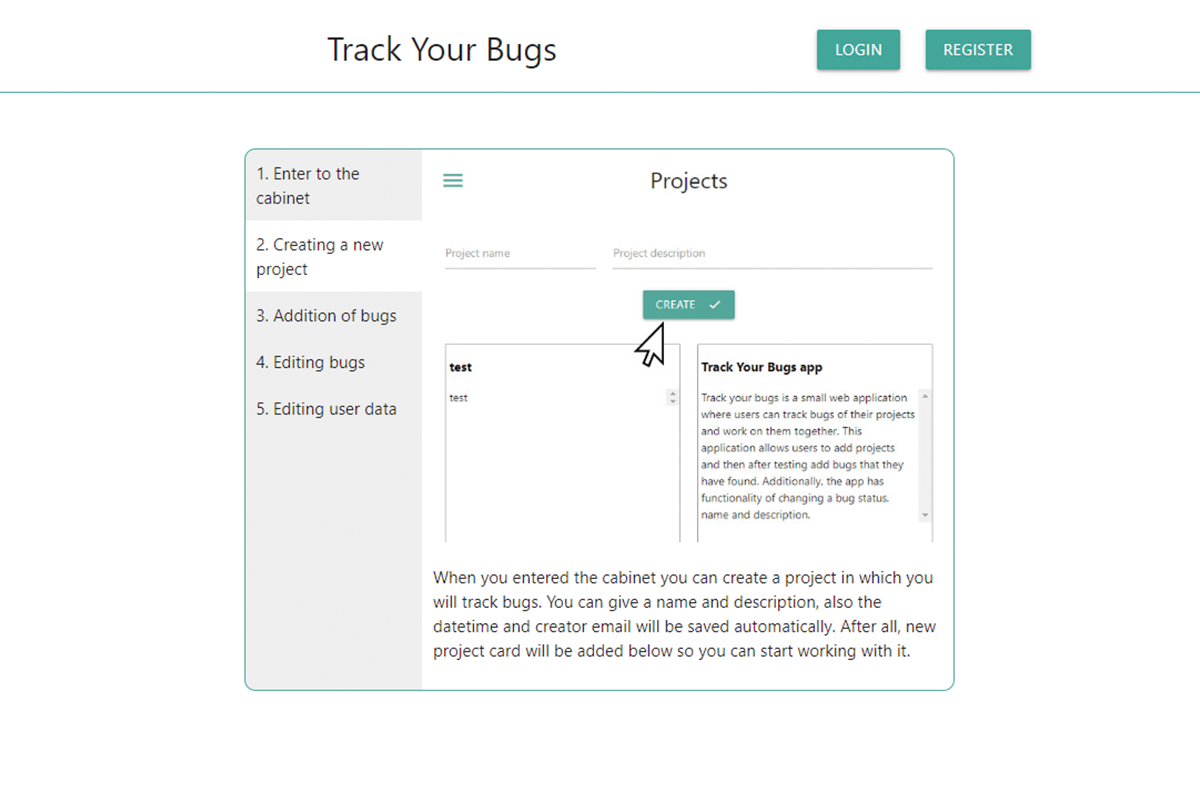 Track Your Bugs
LOGIN
REGISTER
1. Enter to the
cabinet
2. Creating a new
project
3. Addition of bugs
4. Editing bugs
5. Editing user data
Projects
Project name
Project description
CREATE
test
test
Track Your Bugs app
Track your bugs is a small web application
where users can track bugs of their projects
and work on them together. This
application allows users to add projects
and then after testing add bugs that they
have found. Additionally, the app has
functionality of changing a bug status,
name and description.
When you entered the cabinet you can create a project in which you
will track bugs. You can give a name and description, also the
datetime and creator email will be saved automatically. After all, new
project card will be added below so you can start working with it.